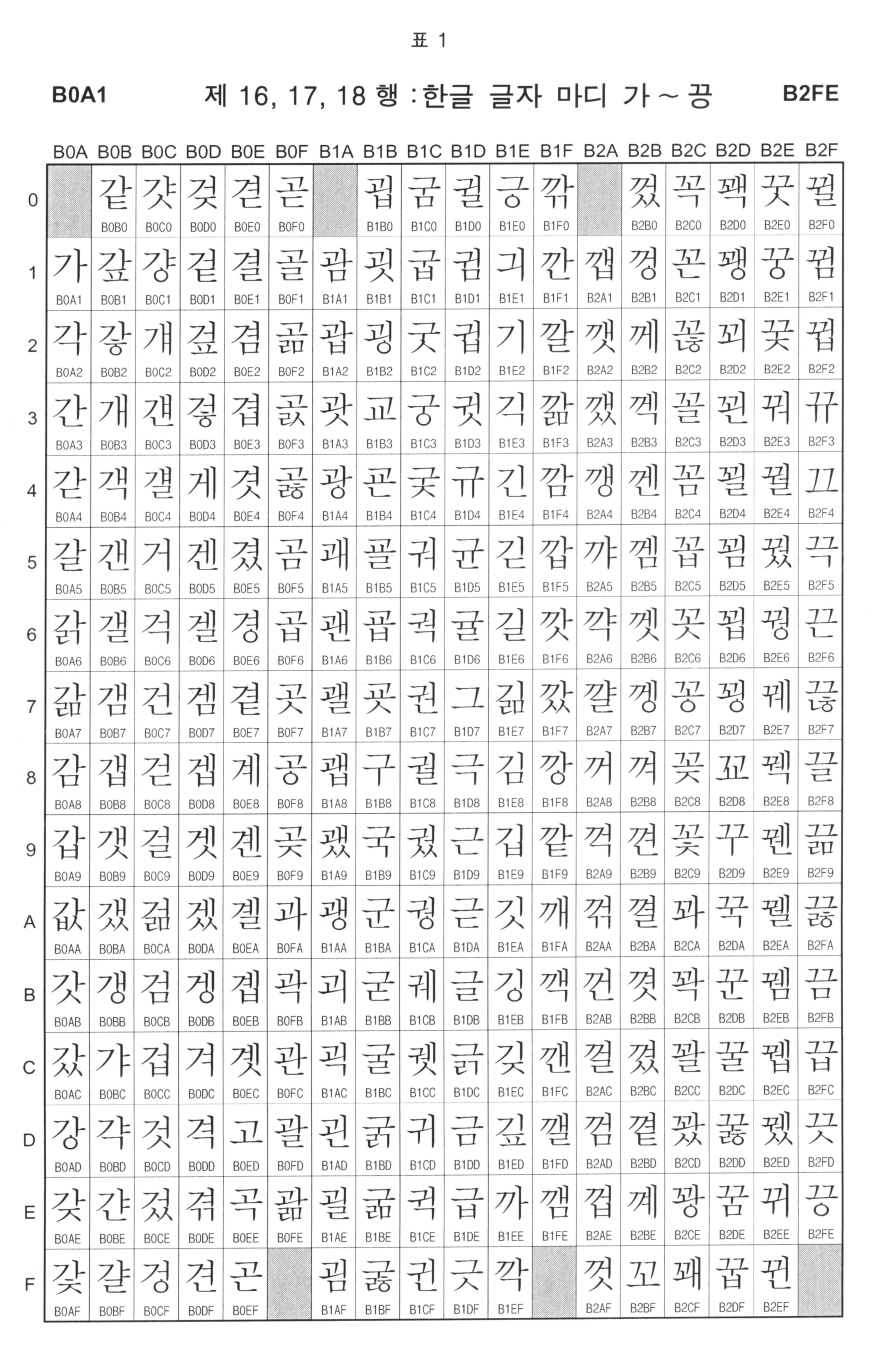 표 1
B0A1 제 16, 17, 18 행 : 한글 글자 마디 가 ~ 끙 B2FE
B0A B0B B0C B0D B0E B0F B1A B1B B1C B1D B1E B1F B2A B2B B2C B2D B2E B2F
0 같 걋 겆 겯 곧 굅 굼 귈 긍 깎 껐 꼭 꽥 꿋 뀔
B0B0 B0C0 B0D0 B0E0 B0F0 B1B0 B1C0 B1D0 B1E0 B1F0 B2B0 B2C0 B2D0 B2E0 B2F0
1 가 갚 걍 겉 결 골 괌 굇 굽 귐 긔 깐 깹 껑 꼰 꽹 꿍 뀜
B0A1 B0B1 B0C1 B0D1 B0E1 B0F1 B1A1 B1B1 B1C1 B1D1 B1E1 B1F1 B2A1 B2B1 B2C1 B2D1 B2E1 B2F1
2 각 갛 걔 겊 겸 곪 괍 굉 굿 귑 기 깔 깻 께 꼲 꾀 꿎 뀝
B0A2 B0B2 B0C2 B0D2 B0E2 B0F2 B1A2 B1B2 B1C2 B1D2 B1E2 B1F2 B2A2 B2B2 B2C2 B2D2 B2E2 B2F2
3 간 개 걘 겋 겹 곬 괏 교 궁 귓 긱 깖 깼 껙 꼴 꾄 꿔 뀨
B0A3 B0B3 B0C3 B0D3 B0E3 B0F3 B1A3 B1B3 B1C3 B1D3 B1E3 B1F3 B2A3 B2B3 B2C3 B2D3 B2E3 B2F3
4 갇 객 걜 게 겻 곯 광 굔 궂 규 긴 깜 깽 껜 꼼 꾈 꿜 끄
B0A4 B0B4 B0C4 B0D4 B0E4 B0F4 B1A4 B1B4 B1C4 B1D4 B1E4 B1F4 B2A4 B2B4 B2C4 B2D4 B2E4 B2F4
5 갈 갠 거 겐 겼 곰 괘 굘 궈 균 긷 깝 꺄 껨 꼽 꾐 꿨 끅
B0A5 B0B5 B0C5 B0D5 B0E5 B0F5 B1A5 B1B5 B1C5 B1D5 B1E5 B1F5 B2A5 B2B5 B2C5 B2D5 B2E5 B2F5
6 갉 갤 걱 겔 경 곱 괜 굡 궉 귤 길 깟 꺅 껫 꼿 꾑 꿩 끈
B0A6 B0B6 B0C6 B0D6 B0E6 B0F6 B1A6 B1B6 B1C6 B1D6 B1E6 B1F6 B2A6 B2B6 B2C6 B2D6 B2E6 B2F6
7 갊 갬 건 겜 곁 곳 괠 굣 권 그 긺 깠 꺌 껭 꽁 꾕 꿰 끊
B0A7 B0B7 B0C7 B0D7 B0E7 B0F7 B1A7 B1B7 B1C7 B1D7 B1E7 B1F7 B2A7 B2B7 B2C7 B2D7 B2E7 B2F7
8 감 갭 걷 겝 계 공 괩 구 궐 극 김 깡 꺼 껴 꽂 꾜 꿱 끌
B0A8 B0B8 B0C8 B0D8 B0E8 B0F8 B1A8 B1B8 B1C8 B1D8 B1E8 B1F8 B2A8 B2B8 B2C8 B2D8 B2E8 B2F8
9 갑 갯 걸 겟 곈 곶 괬 국 궜 근 깁 깥 꺽 껸 꽃 꾸 꿴 끎
B0A9 B0B9 B0C9 B0D9 B0E9 B0F9 B1A9 B1B9 B1C9 B1D9 B1E9 B1F9 B2A9 B2B9 B2C9 B2D9 B2E9 B2F9
A 값 갰 걺 겠 곌 과 괭 군 궝 귿 깃 깨 꺾 껼 꽈 꾹 꿸 끓
B0AA B0BA B0CA B0DA B0EA B0FA B1AA B1BA B1CA B1DA B1EA B1FA B2AA B2BA B2CA B2DA B2EA B2FA
B 갓 갱 검 겡 곕 곽 괴 굳 궤 글 깅 깩 껀 꼇 꽉 꾼 뀀 끔
B0AB B0BB B0CB B0DB B0EB B0FB B1AB B1BB B1CB B1DB B1EB B1FB B2AB B2BB B2CB B2DB B2EB B2FB
C 갔 갸 겁 겨 곗 관 괵 굴 궷 긁 깆 깬 껄 꼈 꽐 꿀 뀁 끕
B0AC B0BC B0CC B0DC B0EC B0FC B1AC B1BC B1CC B1DC B1EC B1FC B2AC B2BC B2CC B2DC B2EC B2FC
D 강 갹 것 격 고 괄 괸 굵 귀 금 깊 깰 껌 꼍 꽜 꿇 뀄 끗
B0AD B0BD B0CD B0DD B0ED B0FD B1AD B1BD B1CD B1DD B1ED B1FD B2AD B2BD B2CD B2DD B2ED B2FD
E 갖 갼 겄 겪 곡 괆 괼 굶 귁 급 까 깸 껍 꼐 꽝 꿈 뀌 끙
B0AE B0BE B0CE B0DE B0EE B0FE B1AE B1BE B1CE B1DE B1EE B1FE B2AE B2BE B2CE B2DE B2EE B2FE
F 갗 걀 겅 견 곤 굄 굻 귄 긋 깍 껏 꼬 꽤 꿉 뀐
B0AF B0BF B0CF B0DF B0EF B1AF B1BF B1CF B1DF B1EF B2AF B2BF B2CF B2DF B2EF